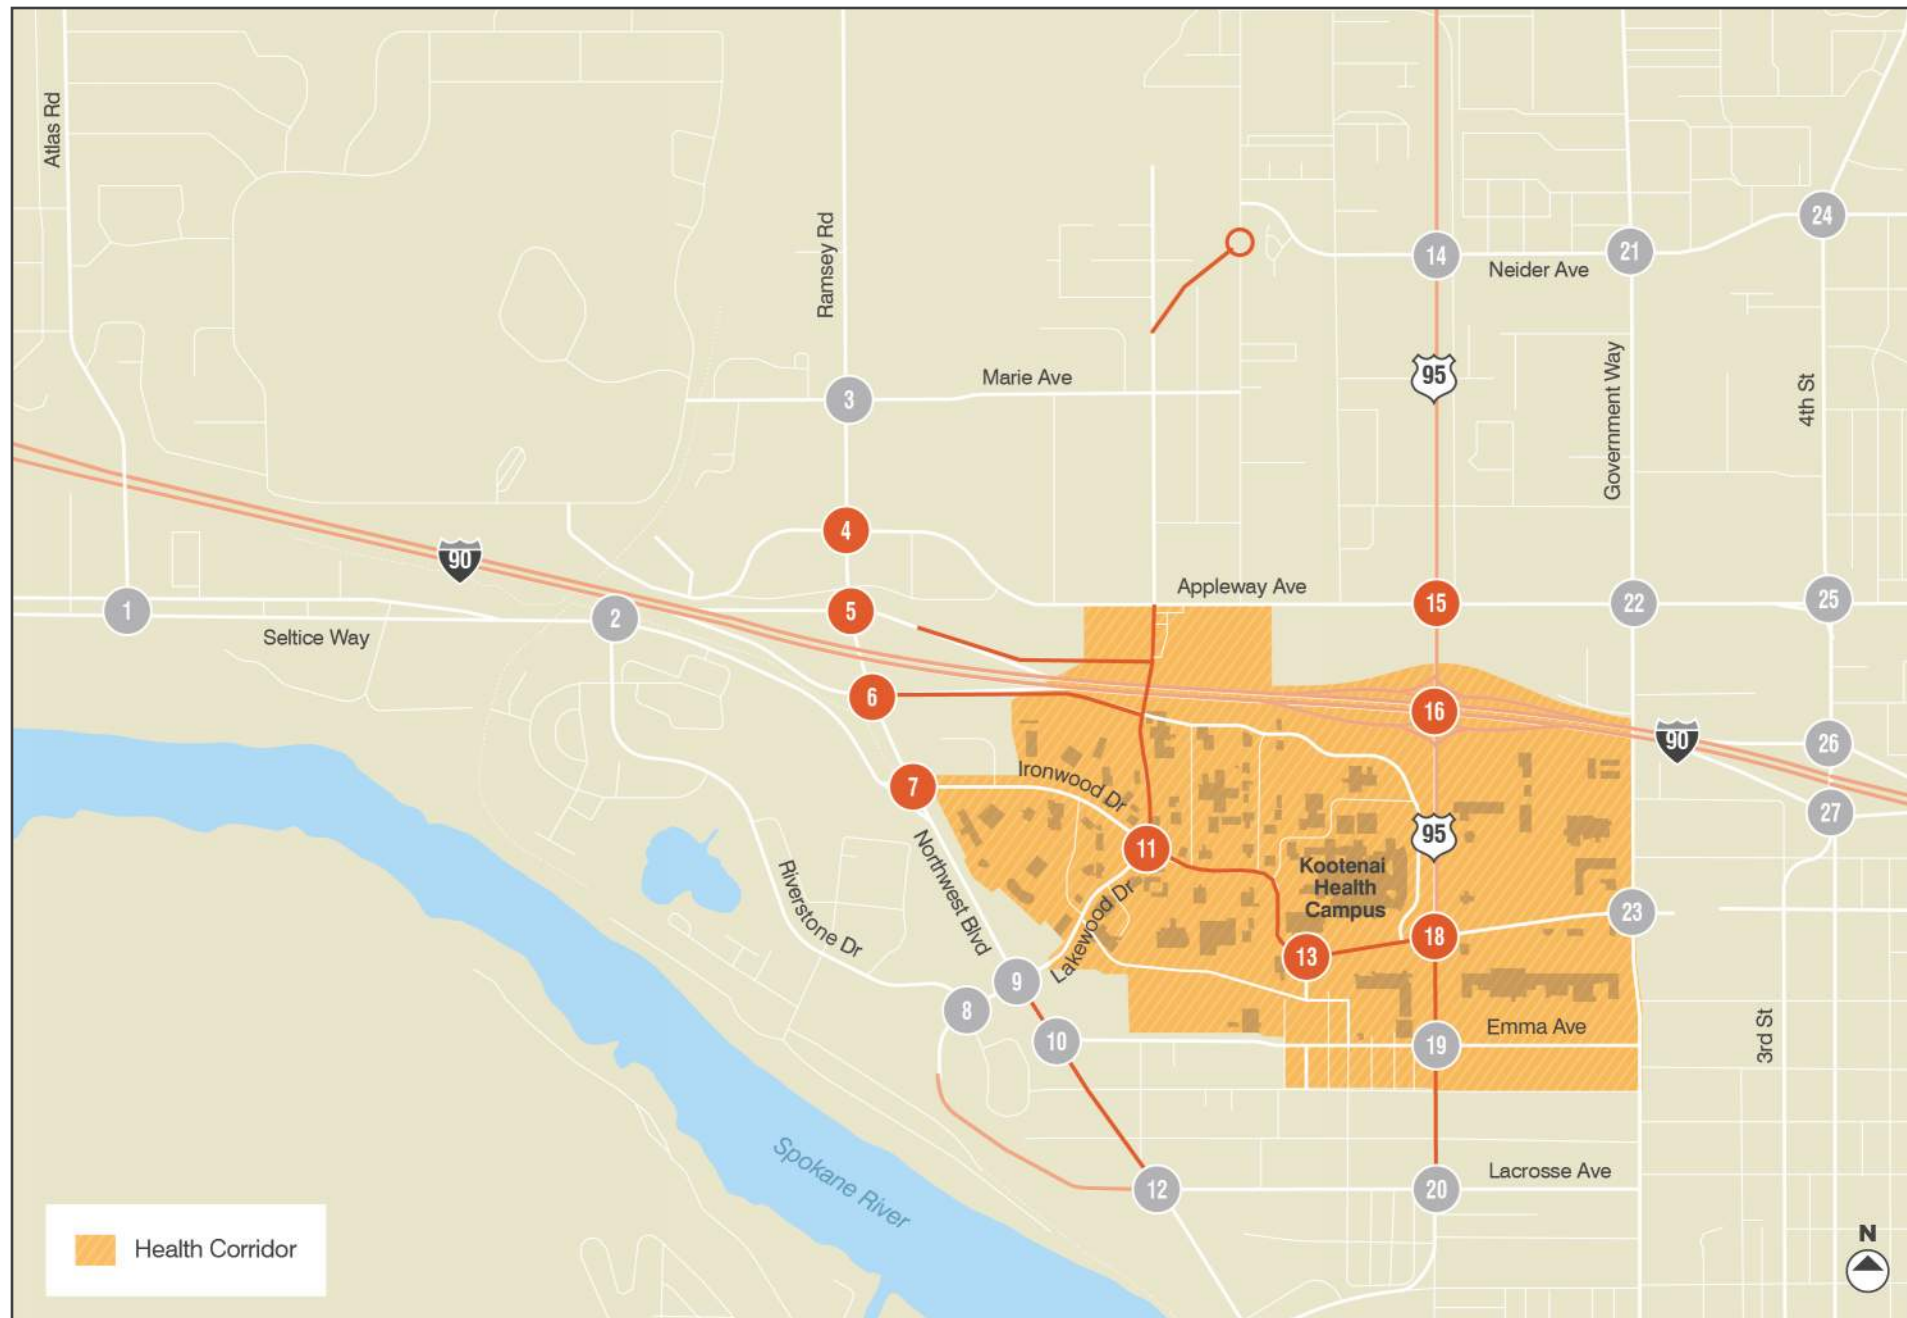 Atlas Rd
Ramsey Rd
24
21
14
Neider Ave
95
Marie Ave
3
Government Way
4th St
4
90
Appleway Ave
1
2
5
15
22
25
Seltice Way
6
16
90
26
Ironwood Dr
7
27
95
11
Kootenai
Health
Campus
Northwest Blvd
Lakewood Dr
Riverstone Dr
23
18
13
9
8
10
Emma Ave
19
3rd St
Spokane River
12
20
Lacrosse Ave
Health Corridor
N